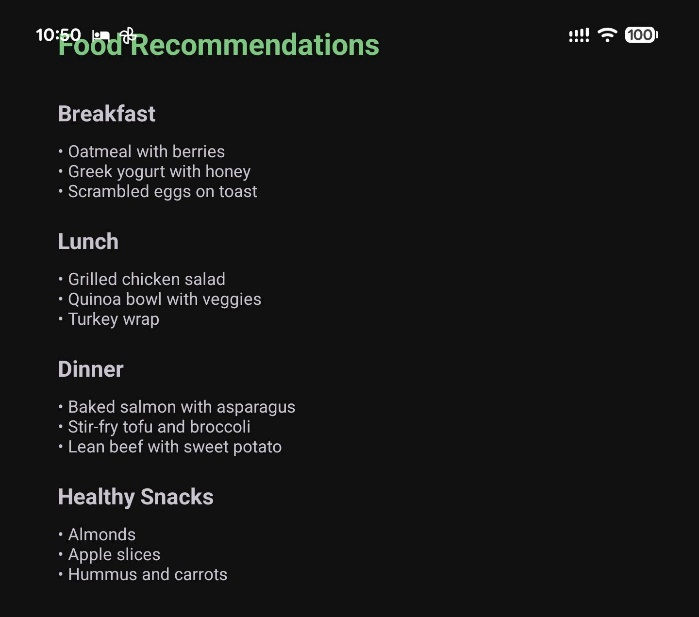 10:50
100
Food Recommendations
Breakfast
• Oatmeal with berries
• Greek yogurt with honey
• Scrambled eggs on toast
Lunch
• Grilled chicken salad
• Quinoa bowl with veggies
• Turkey wrap
Dinner
• Baked salmon with asparagus
• Stir-fry tofu and broccoli
• Lean beef with sweet potato
Healthy Snacks
• Almonds
• Apple slices
• Hummus and carrots